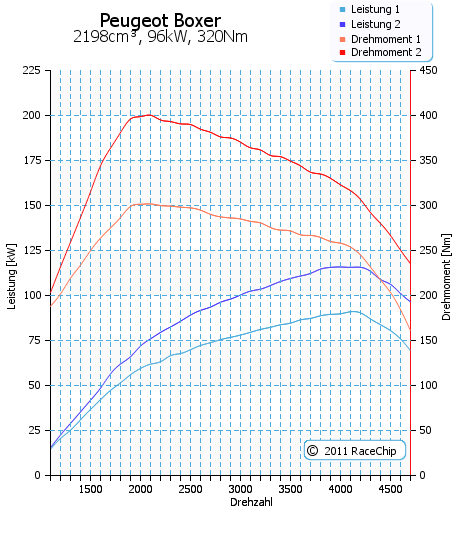 Peugeot Boxer
2198cm³, 96kW, 320Nm
Leistung 1
Leistung 2
Drehmoment 1
Drehmoment 2
225
200
175
150
125
100
75
50
25
0
Leistung [kW]
450
400
350
300
250
200
150
100
50
0
Drehmoment [Nm]
© 2011 RaceChip
1500 2000 2500 3000 3500 4000 4500
Drehzahl